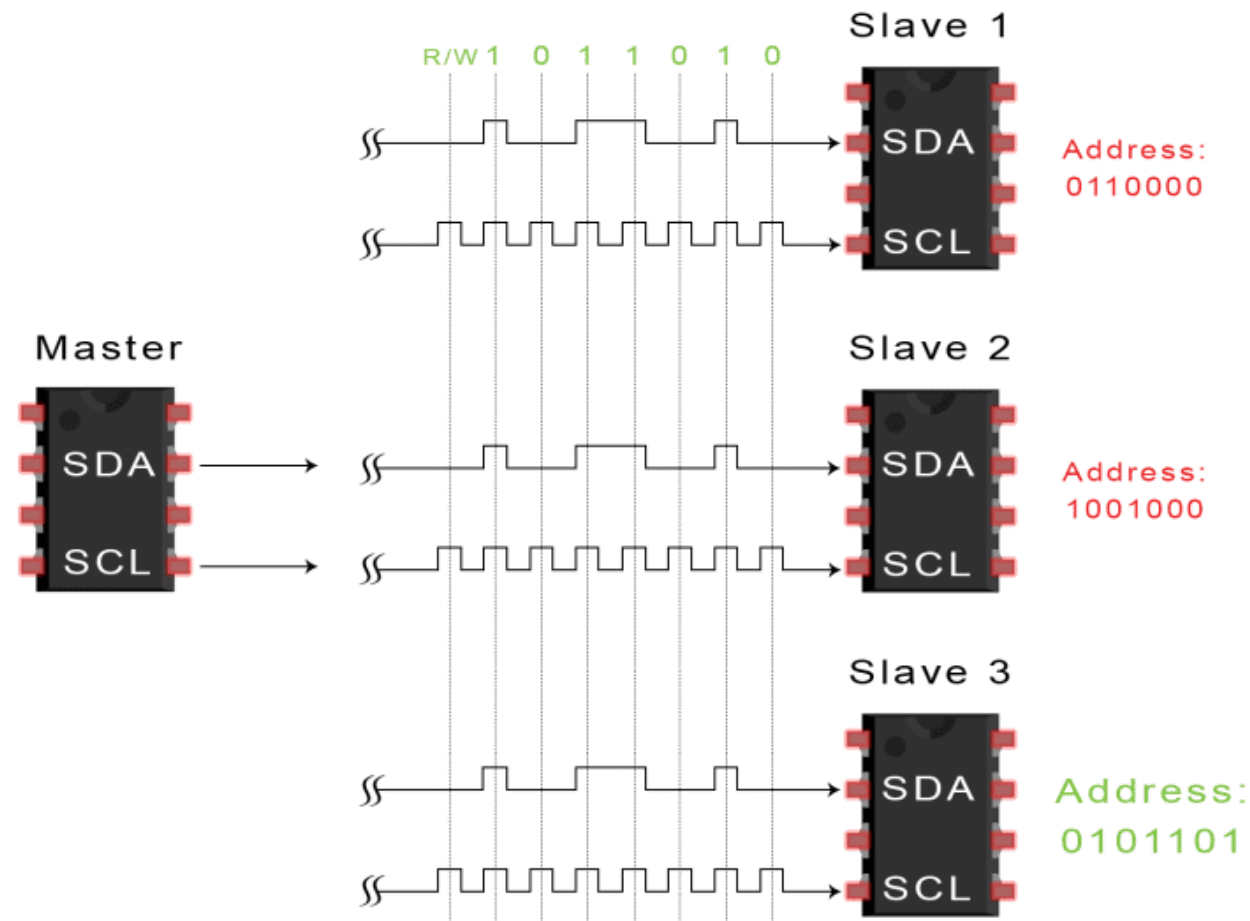 Slave 1
R/W 1 0 1 1 0 1 0
SDA
Address:
0110000
SCL
Master
Slave 2
SDA
SDA
Address:
1001000
SCL
SCL
Slave 3
SDA
Address:
0101101
SCL